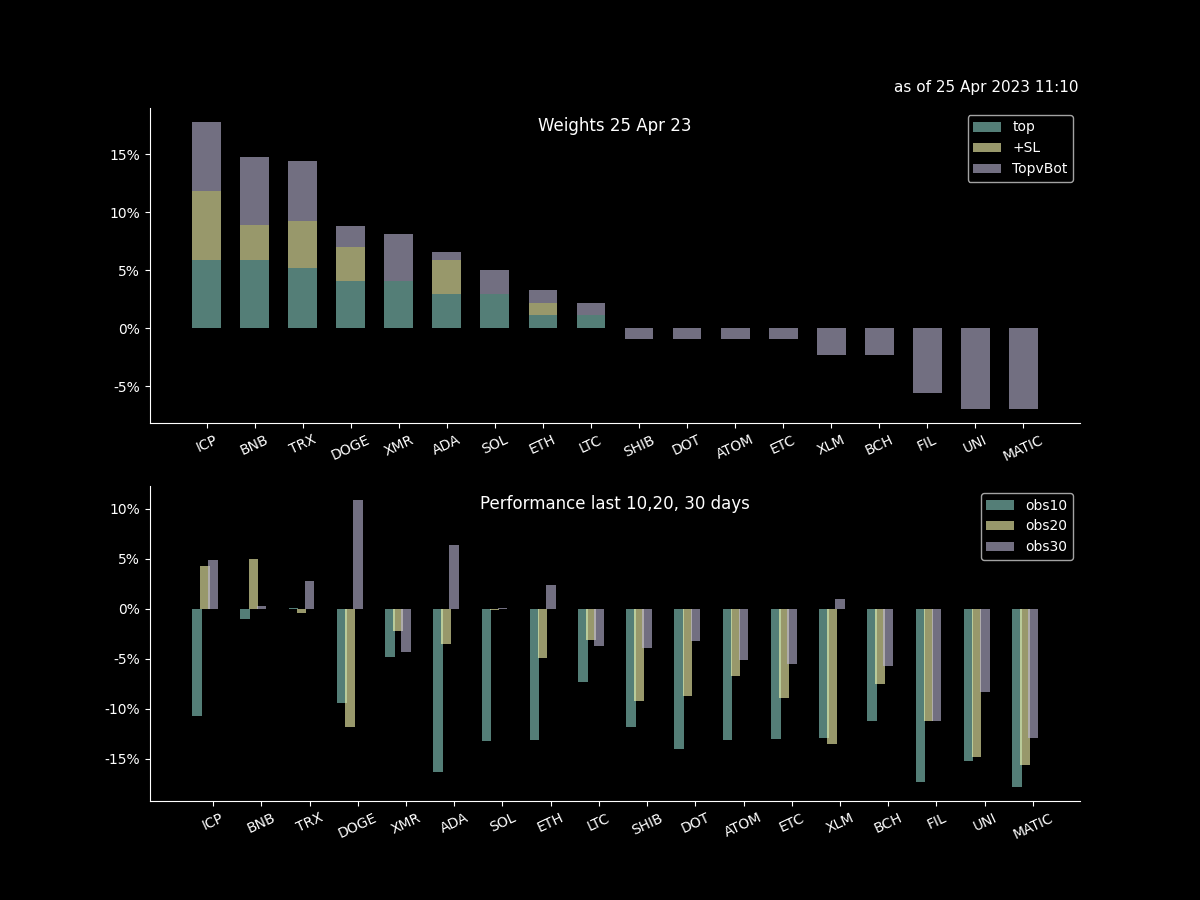 as of 25 Apr 2023 11:10
Weights 25 Apr 23
top
+SL
TopvBot
15%
10%
5%
0%
-5%
ICP BNB TRX DOGE XMR ADA SOL ETH LTC SHIB DOT ATOM ETC XLM BCH FIL UNI MATIC
Performance last 10,20, 30 days
obs10
obs20
obs30
10%
5%
0%
-5%
-10%
-15%
ICP BNB TRX DOGE XMR ADA SOL ETH LTC SHIB DOT ATOM ETC XLM BCH FIL UNI MATIC